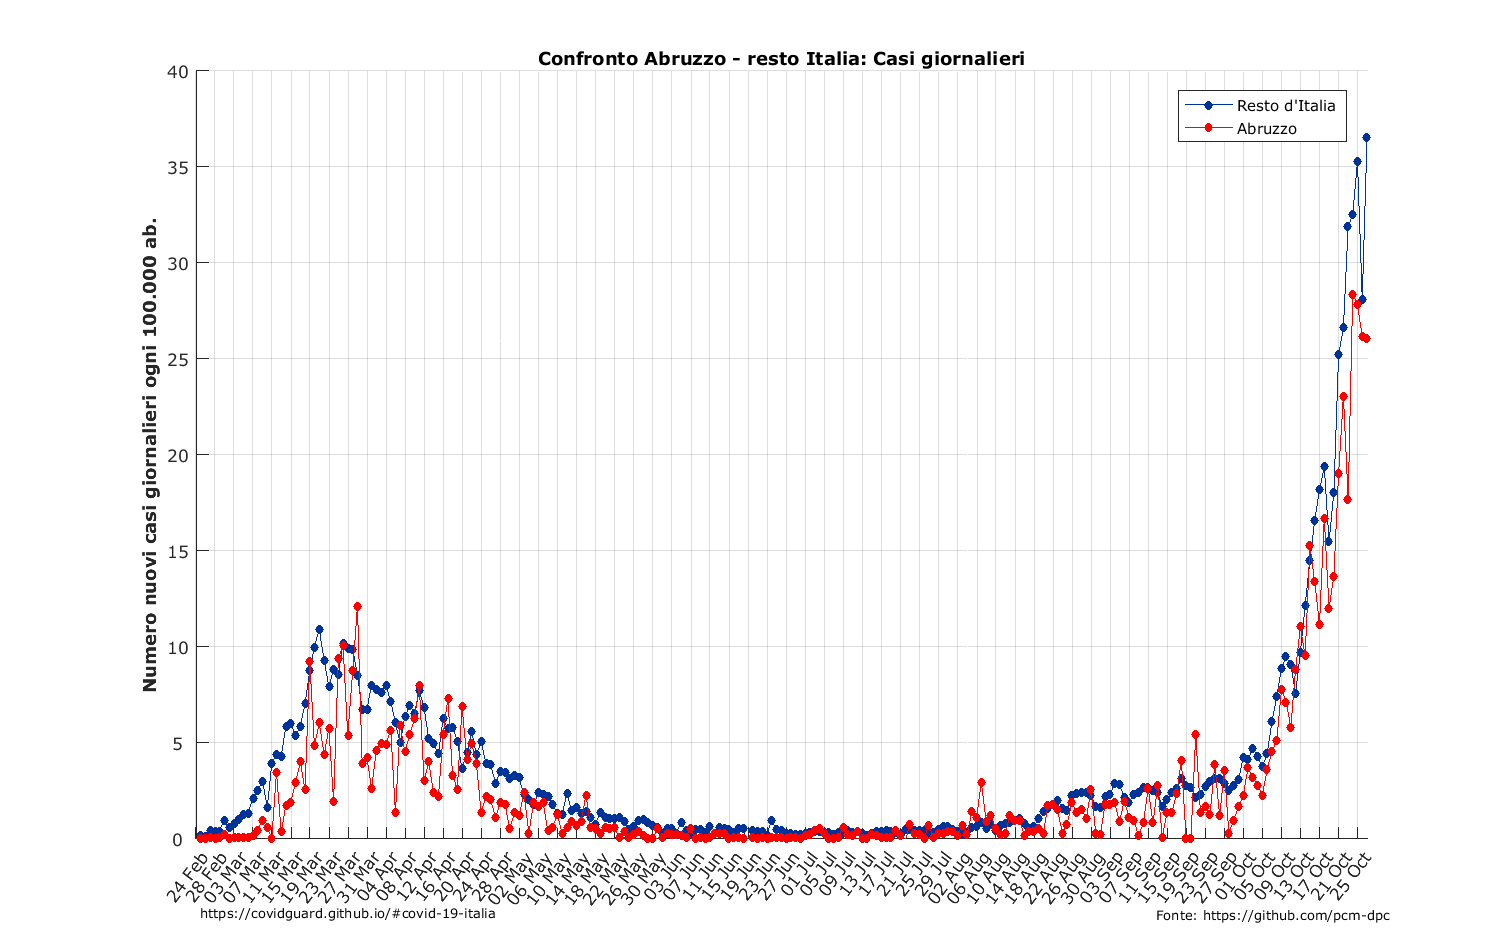 Confronto Abruzzo - resto Italia: Casi giornalieri
Numero nuovi casi giornalieri ogni 100.000 ab.
40
35
30
25
20
15
10
5
0
Resto d'Italia
Abruzzo
24 Feb
28 Feb
03 Mar
07 Mar
11 Mar
15 Mar
19 Mar
23 Mar
27 Mar
31 Mar
04 Apr
08 Apr
12 Apr
16 Apr
20 Apr
24 Apr
28 Apr
02 May
06 May
10 May
14 May
18 May
22 May
26 May
30 May
03 Jun
07 Jun
11 Jun
15 Jun
19 Jun
23 Jun
27 Jun
01 Jul
05 Jul
09 Jul
13 Jul
17 Jul
21 Jul
25 Jul
29 Jul
02 Aug
06 Aug
10 Aug
14 Aug
18 Aug
22 Aug
26 Aug
30 Aug
03 Sep
07 Sep
11 Sep
15 Sep
19 Sep
23 Sep
27 Sep
01 Oct
05 Oct
09 Oct
13 Oct
17 Oct
21 Oct
25 Oct
https://covidguard.github.io/#covid-19-italia
Fonte: https://github.com/pcm-dpc